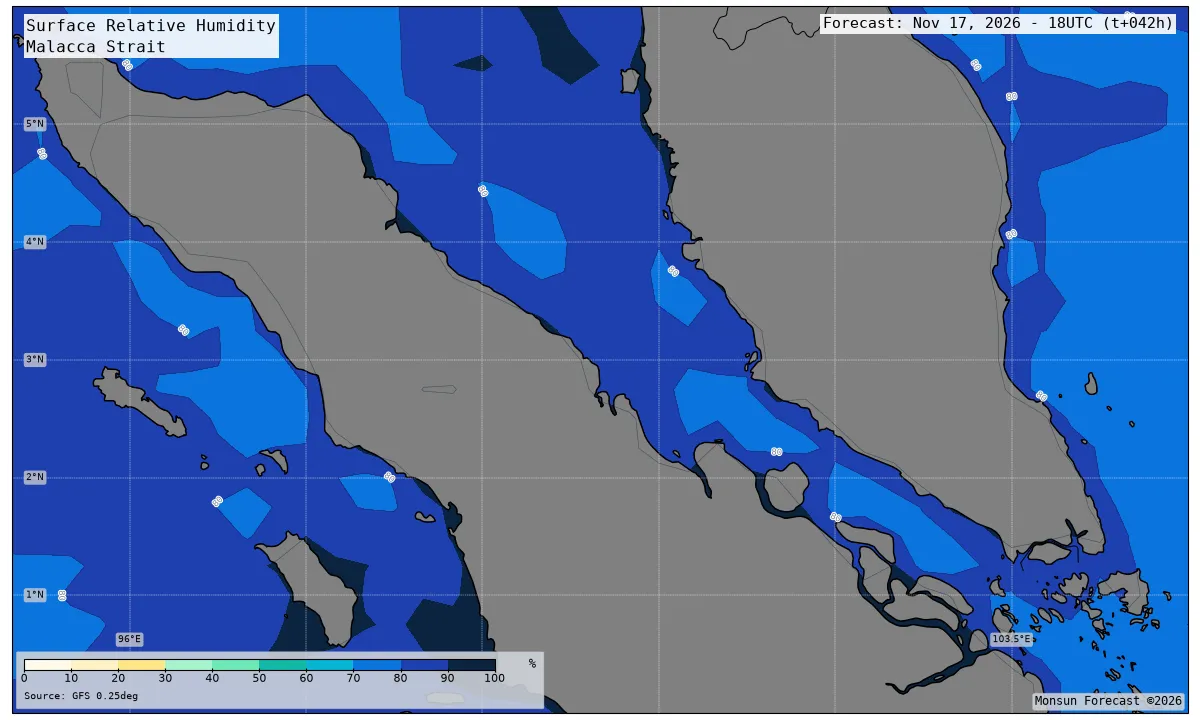 Surface Relative Humidity
Malacca Strait
Forecast: Nov 17, 2026 - 18UTC (t+042h)
80
80
80
80
5°N
80
80
4°N
80
80
80
3°N
80
80
2°N
80
80
80
1°N
80
96°E
103.5°E
%
0 10 20 30 40 50 60 70 80 90 100
Source: GFS 0.25deg
Monsun Forecast ©2026